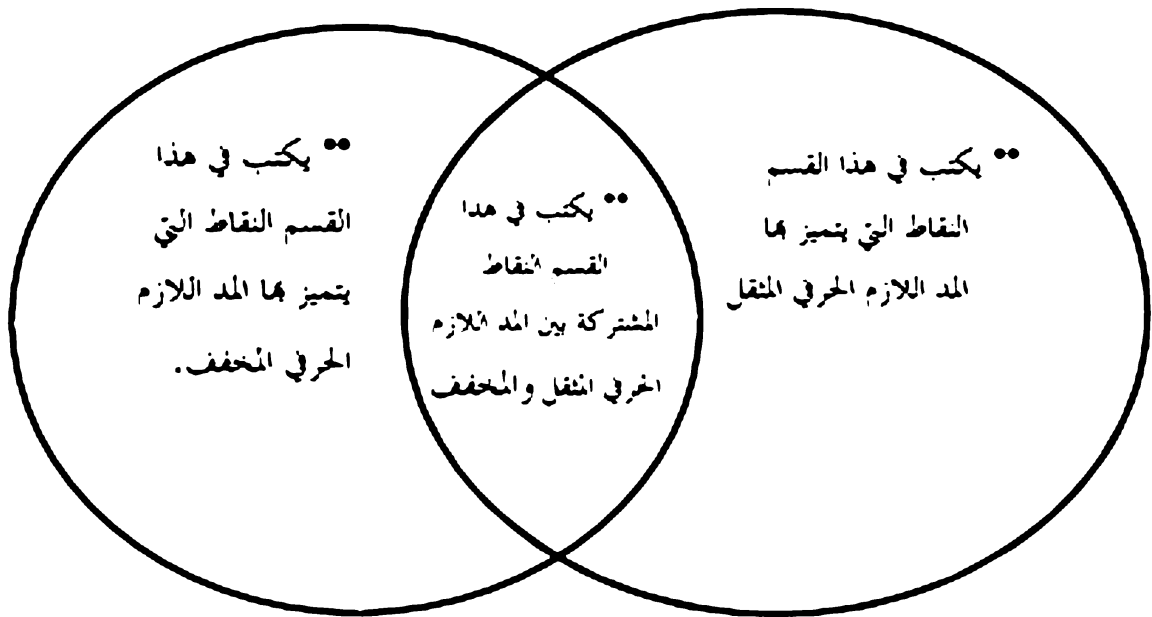 •• يكتب في هذا القسم
النقاط التي يتميز بها
المد اللازم الحرفي المثقل
•• يكتب في هذا
القسم النقاط
المشتركة بين المد اللازم
الحرفي المثقل والمخفف
•• يكتب في هذا
القسم النقاط التي
يتميز بها المد اللازم
الحرفي المخفف.